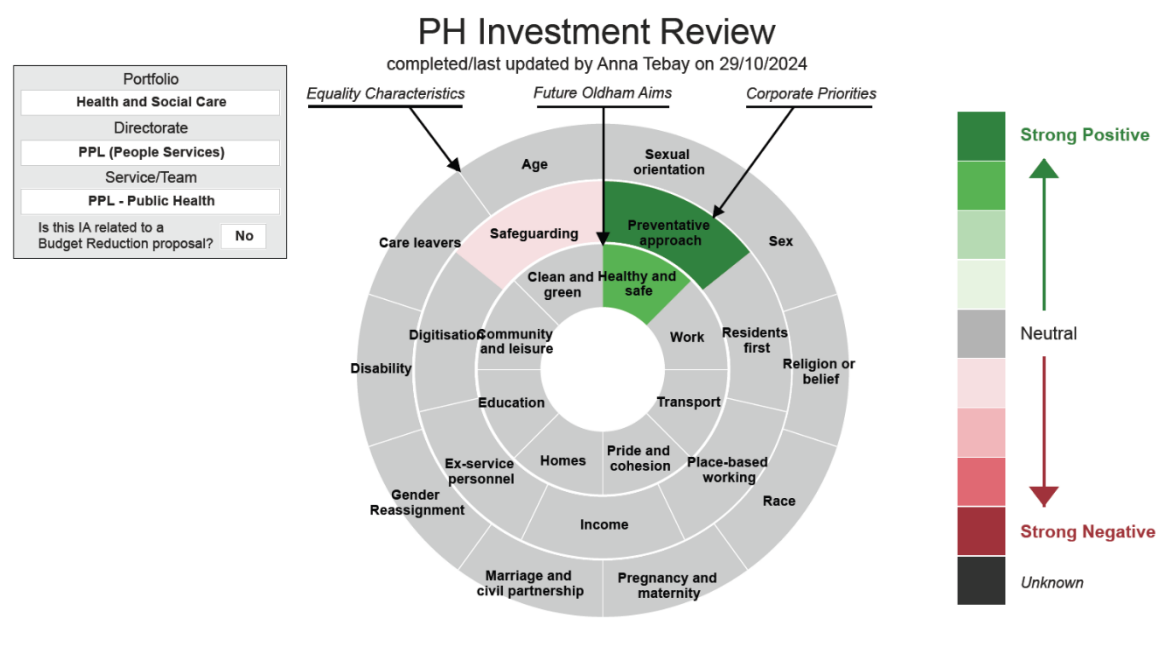 PH Investment Review
completed/last updated by Anna Tebay on 29/10/2024
Portfolio
Health and Social Care
Directorate
PPL (People Services)
Service/Team
PPL - Public Health
Is this IA related to a
Budget Reduction proposal?
No
Equality Characteristics
Future Oldham Aims
Corporate Priorities
Age
Sexual
orientation
Sex
Religion or
belief
Race
Pregnancy and
maternity
Marriage and
civil partnership
Gender
Reassignment
Disability
Care leavers
Safeguarding
Preventative
approach
Residents
first
Place-based
working
Income
Ex-service
personnel
Digitisation
Clean and
green
Healthy and
safe
Work
Transport
Pride and
cohesion
Homes
Education
Community
and leisure
Strong Positive
Neutral
Strong Negative
Unknown